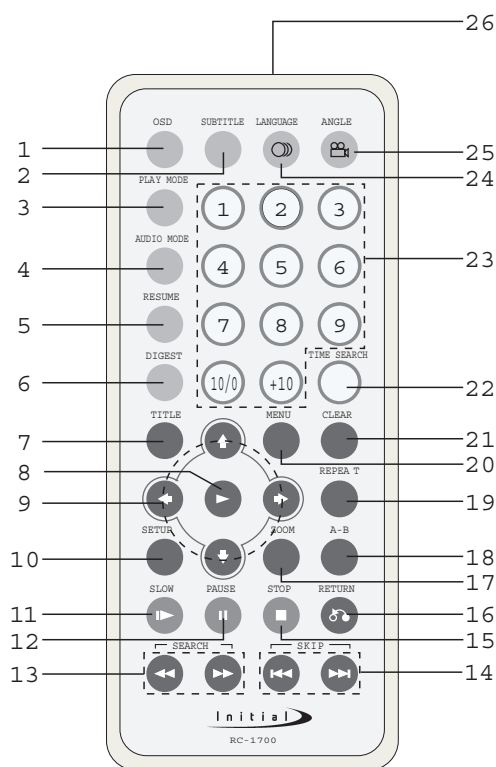 26
OSD SUBTITLE LANGUAGE ANGLE
1
2
25
24
PLAY MODE
3
1 2 3
AUDIO MODE
4
4 5 6
23
RESUME
5
7 8 9
DIGEST
6
10/0 +10
TIME SEARCH
22
TITLE MENU CLEAR
7
21
20
8
REPEAT
9
19
SETUP ZOOM A-B
10
18
17
SLOW PAUSE STOP RETURN
11
16
12
15
SEARCH SKIP
13
14
Initial
RC-1700